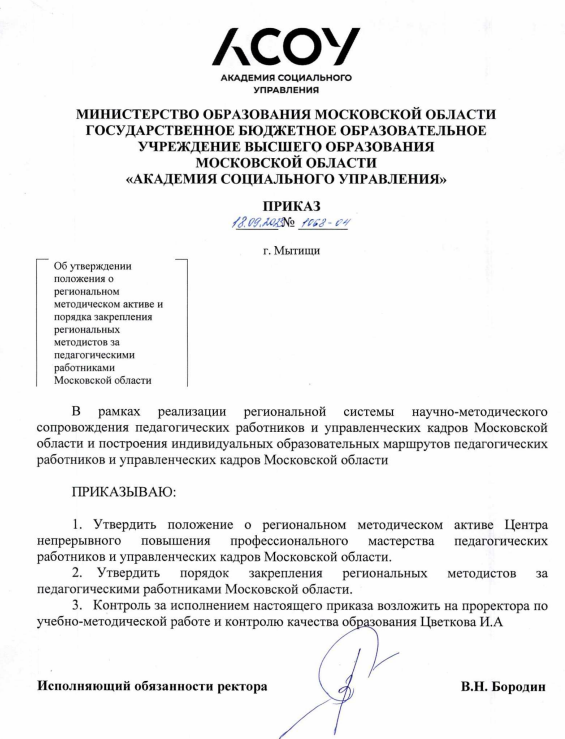 АСОУ
АКАДЕМИЯ СОЦИАЛЬНОГО
УПРАВЛЕНИЯ
МИНИСТЕРСТВО ОБРАЗОВАНИЯ МОСКОВСКОЙ ОБЛАСТИ
ГОСУДАРСТВЕННОЕ БЮДЖЕТНОЕ ОБРАЗОВАТЕЛЬНОЕ
УЧРЕЖДЕНИЕ ВЫСШЕГО ОБРАЗОВАНИЯ
МОСКОВСКОЙ ОБЛАСТИ
«АКАДЕМИЯ СОЦИАЛЬНОГО УПРАВЛЕНИЯ»
ПРИКАЗ
№ 1068-04
г. Мытищи
Об утверждении
положения о
региональном
методическом активе и
порядка закрепления
региональных
методистов за
педагогическими
работниками
Московской области
В рамках реализации региональной системы научно-методического
сопровождения педагогических работников и управленческих кадров Московской
области и построения индивидуальных образовательных маршрутов педагогических
работников и управленческих кадров Московской области
ПРИКАЗЫВАЮ:
1. Утвердить положение о региональном методическом активе Центра
непрерывного повышения профессионального мастерства педагогических
работников и управленческих кадров Московской области.
2. Утвердить порядок закрепления региональных методистов за
педагогическими работниками Московской области.
3. Контроль за исполнением настоящего приказа возложить на проректора по
учебно-методической работе и контролю качества образования Цветкова И.А
Исполняющий обязанности ректора В.Н. Бородин